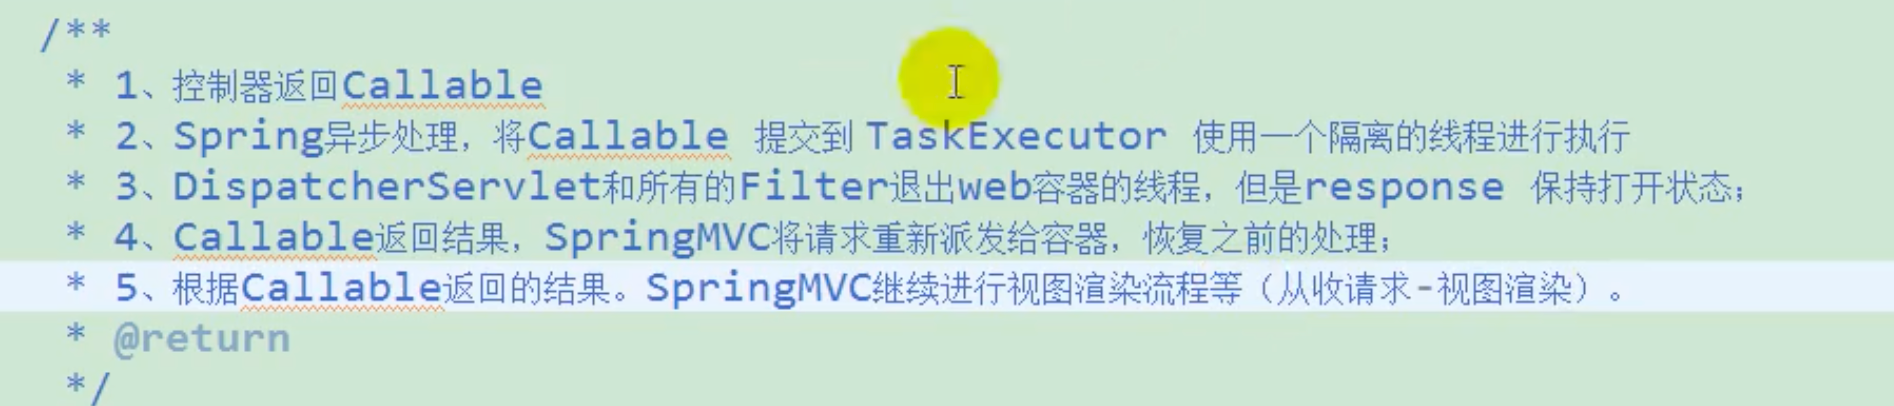 /**
* 1、控制器返回Callable
* 2、Spring异步处理，将Callable 提交到 TaskExecutor 使用一个隔离的线程进行执行
* 3、DispatcherServlet和所有的Filter退出web容器的线程，但是response 保持打开状态；
* 4、Callable返回结果，SpringMVC将请求重新派发给容器，恢复之前的处理；
* 5、根据Callable返回的结果。SpringMVC继续进行视图渲染流程等（从收请求-视图渲染）。
* @return
*/